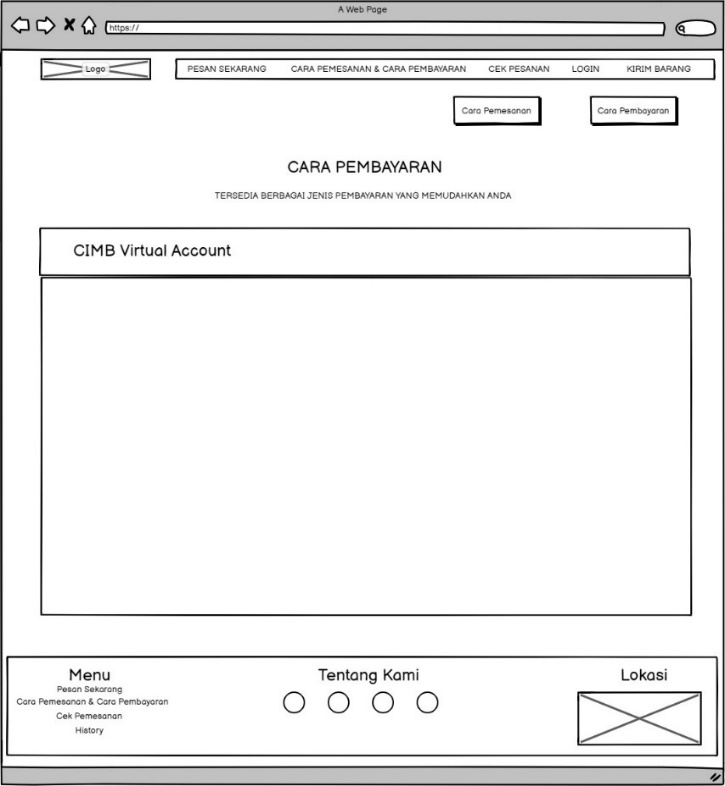 A Web Page
https://
Logo
PESAN SEKARANG CARA PEMESANAN & CARA PEMBAYARAN CEK PESANAN LOGIN KIRIM BARANG
Cara Pemesanan Cara Pembayaran
CARA PEMBAYARAN
TERSEDIA BERBAGAI JENIS PEMBAYARAN YANG MEMUDAHKAN ANDA
CIMB Virtual Account
Menu
Pesan Sekarang
Cara Pemesanan & Cara Pembayaran
Cek Pemesanan
History
Tentang Kami
Lokasi